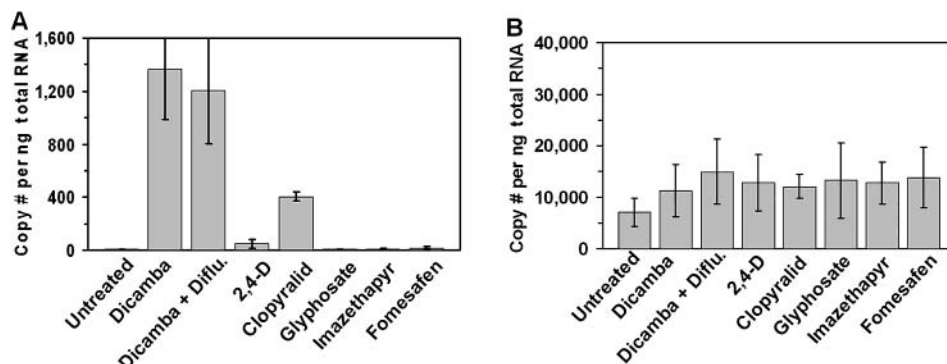 A
Copy # per ng total RNA
1,600
1,200
800
400
0
Untreated
Dicamba
Dicamba + Diflu.
2,4-D
Clopyralid
Glyphosate
Imazethapyr
Fomesafen
B
Copy # per ng total RNA
40,000
30,000
20,000
10,000
0
Untreated
Dicamba
Dicamba + Diflu.
2,4-D
Clopyralid
Glyphosate
Imazethapyr
Fomesafen